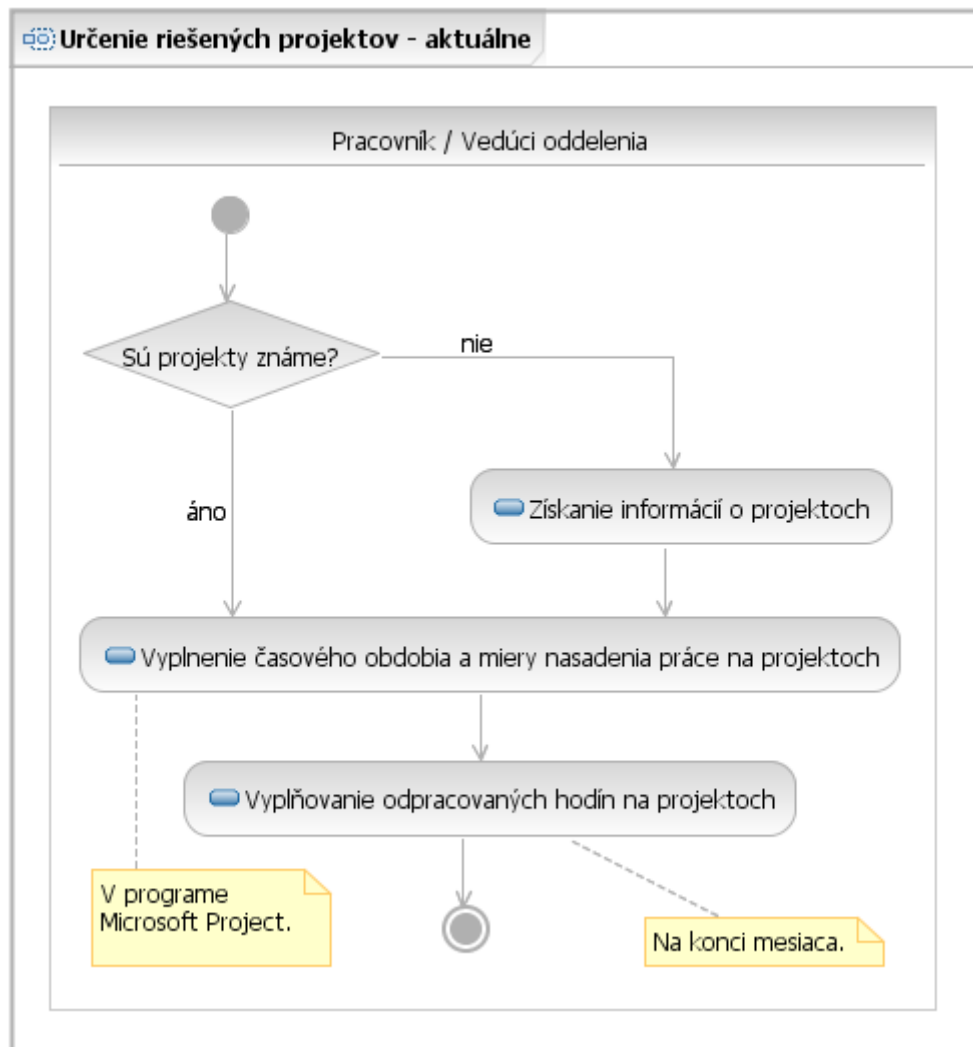 Určenie riešených projektov - aktuálne
Pracovník / Vedúci oddelenia
Sú projekty známe?
nie
áno
Získanie informácií o projektoch
Vyplnenie časového obdobia a miery nasadenia práce na projektoch
Vyplňovanie odpracovaných hodín na projektoch
V programe
Microsoft Project.
Na konci mesiaca.